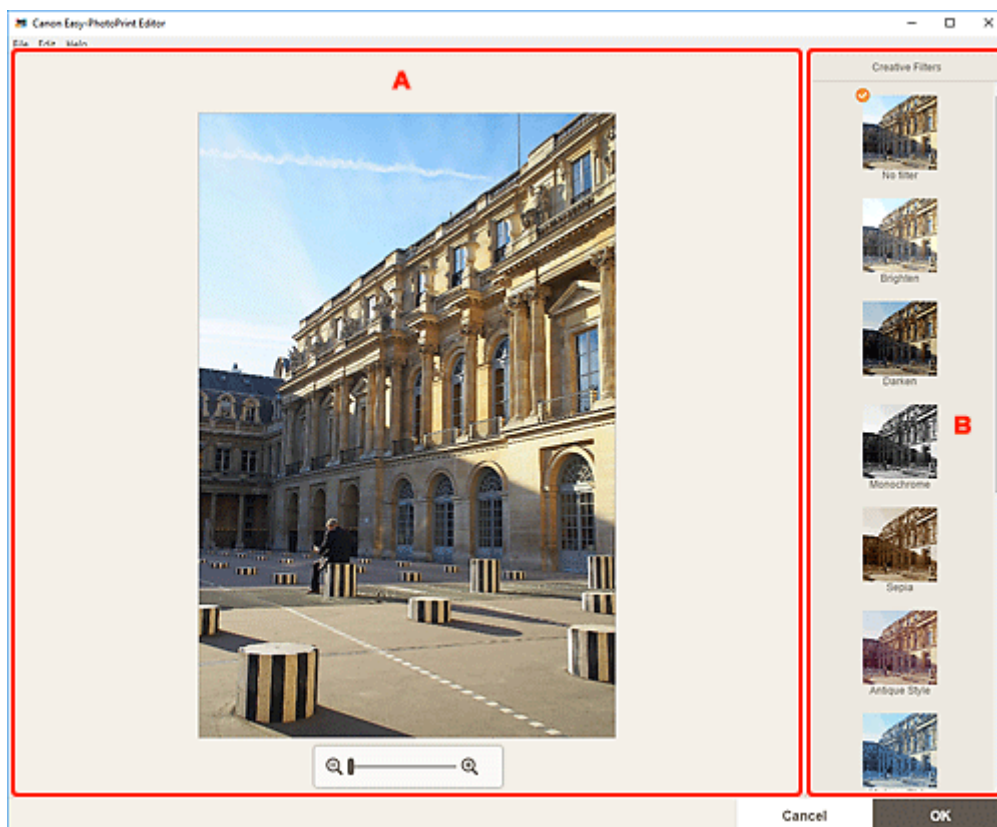 Canon Easy-PhotoPrint Editor
File Edit Help
A
Creative Filters
No filter
Brighten
Darken
Monochrome
B
Sepia
Antique Style
Cancel OK